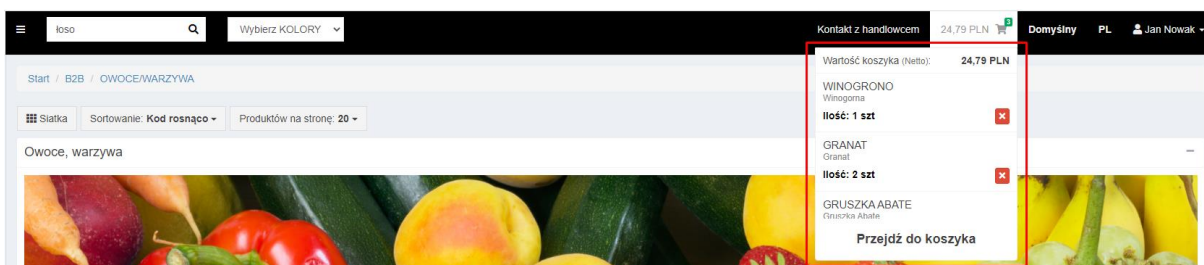 łoso
Wybierz KOLORY
Kontakt z handlowcem
24,79 PLN
3
Domyślny
PL
Jan Nowak
Start / B2B / OWOCE/WARZYWA
Wartość koszyka (Netto): 24,79 PLN
WINOGRONO
Winogorna
Ilość: 1 szt
GRANAT
Granat
Ilość: 2 szt
GRUSZKA ABATE
Gruszka Abate
Przejdź do koszyka
Siatka
Sortowanie: Kod rosnąco
Produktów na stronę: 20
Owoce, warzywa